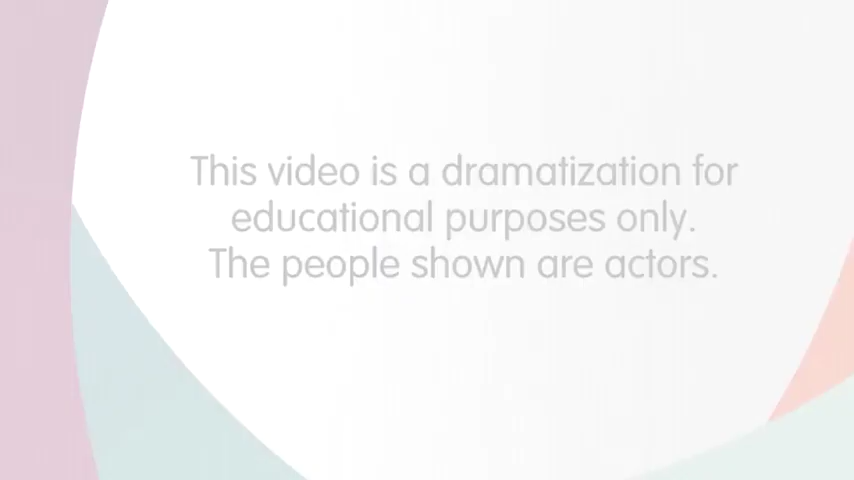 This video is a dramatization for
educational purposes only.
The people shown are actors.